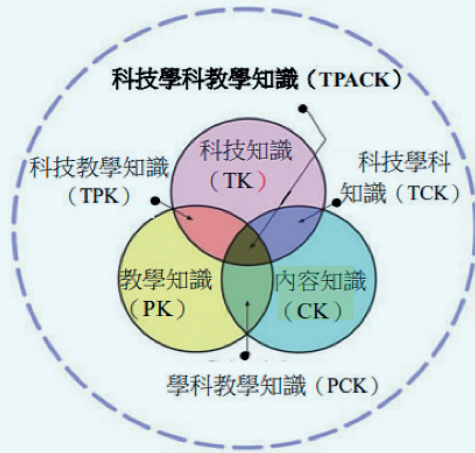 科技學科教學知識（TPACK）
科技知識
（TK）
科技教學知識
（TPK）
科技學科
知識（TCK）
教學知識
（PK）
內容知識
（CK）
學科教學知識（PCK）